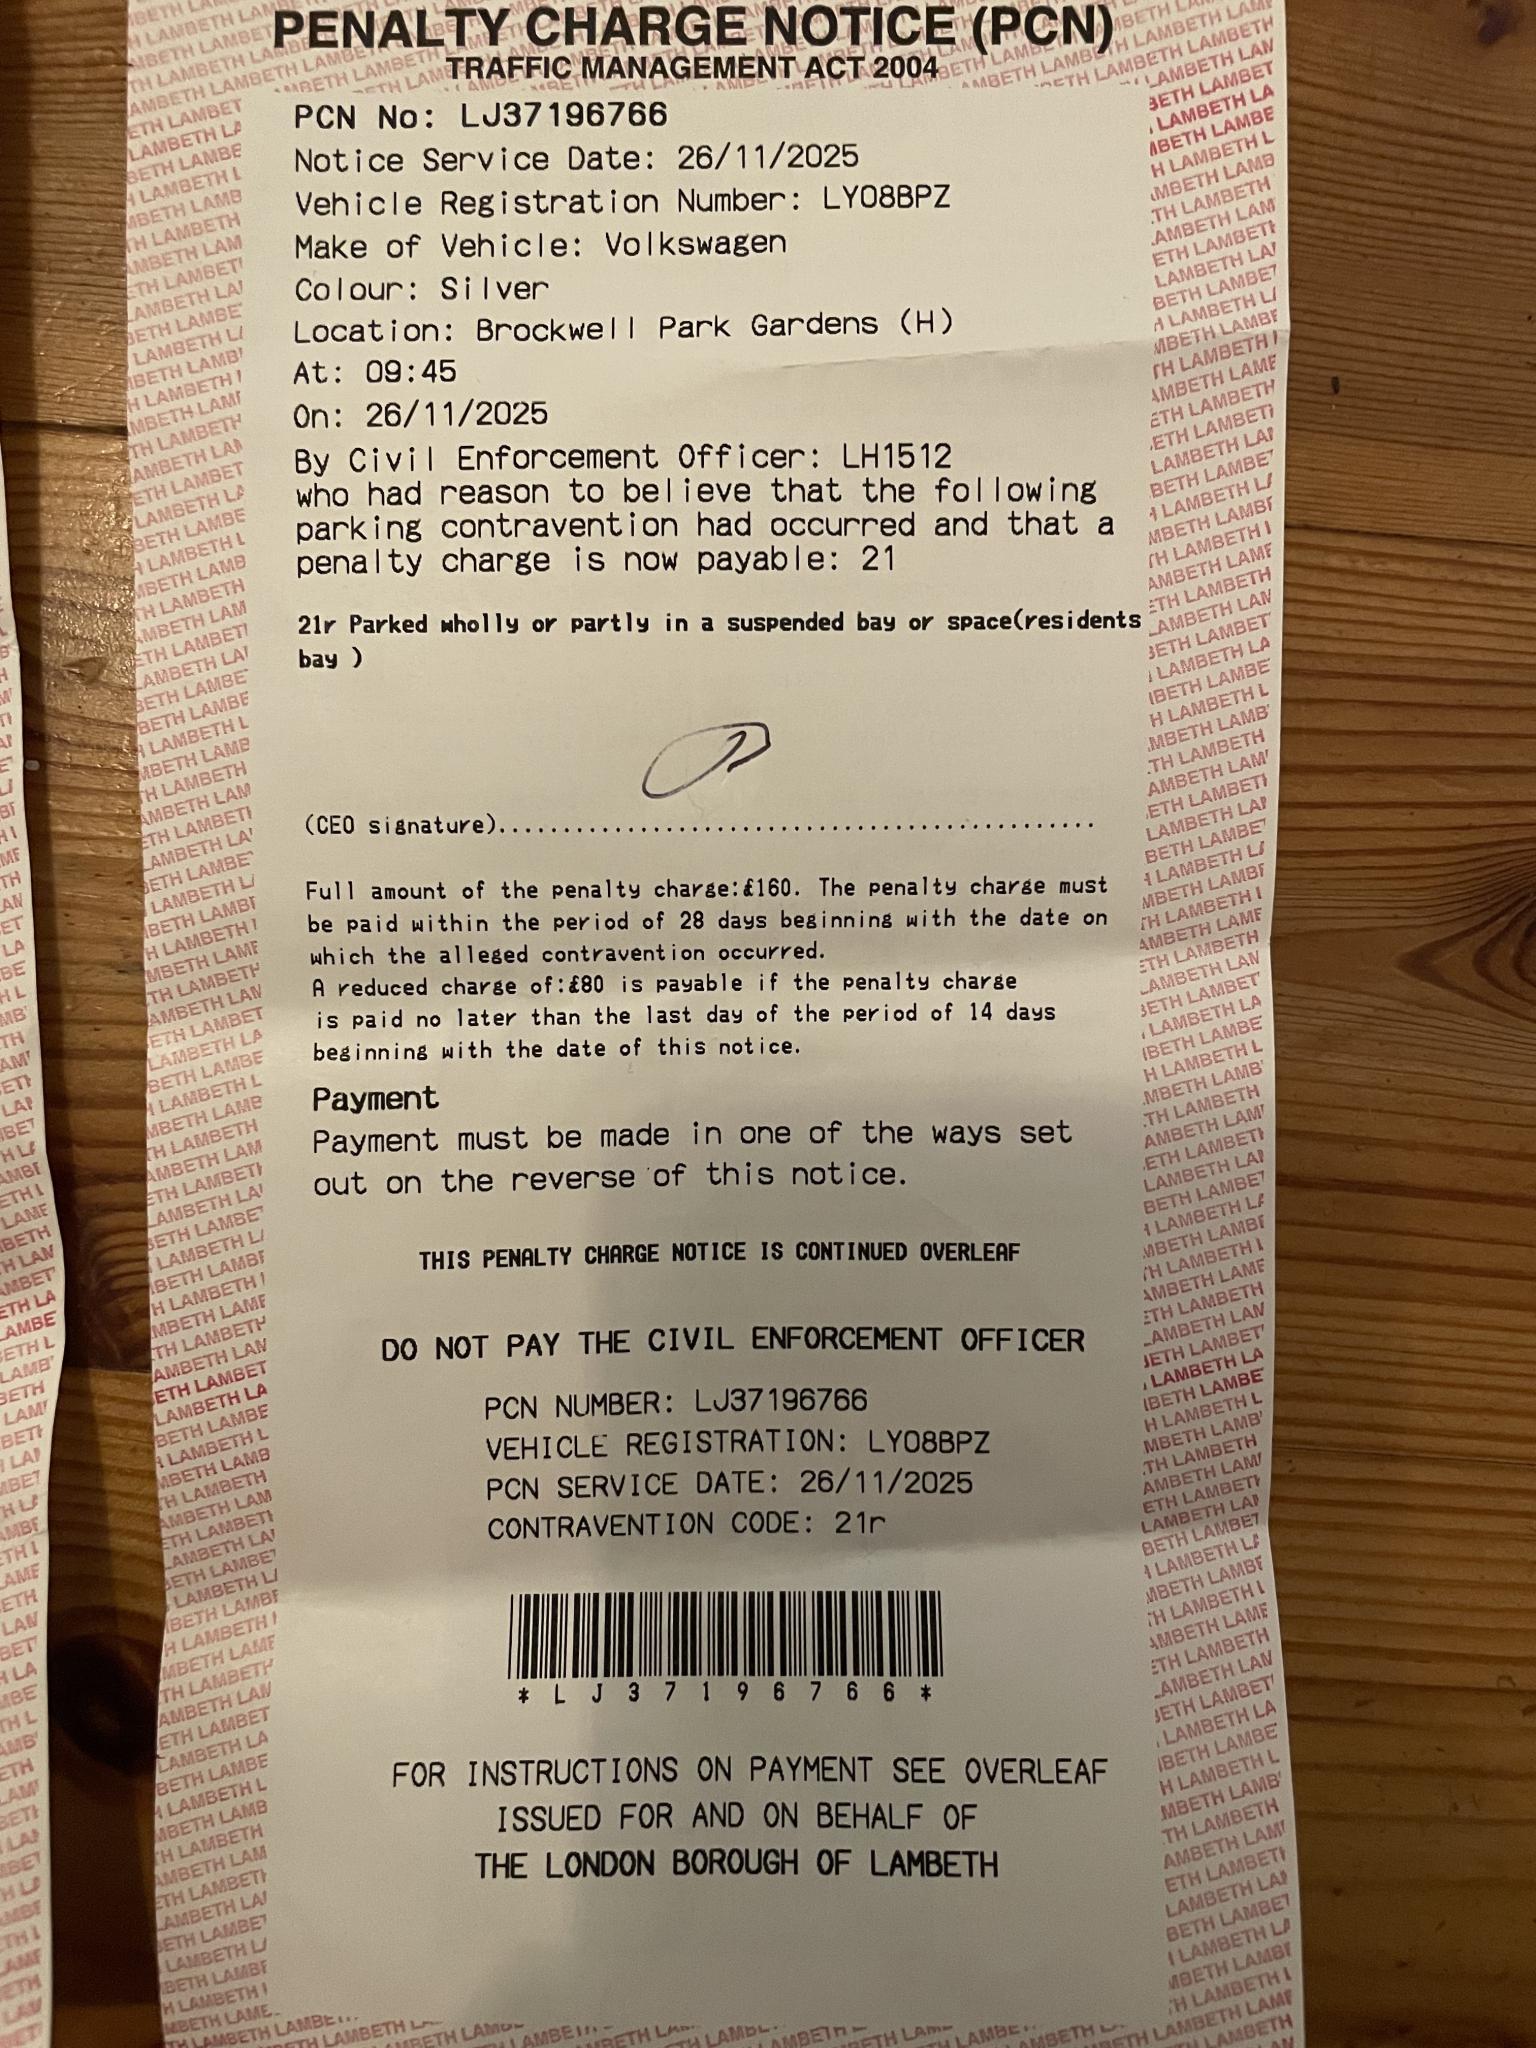 PENALTY CHARGE NOTICE (PCN)
TRAFFIC MANAGEMENT ACT 2004
PCN No: LJ37196766
Notice Service Date: 26/11/2025
Vehicle Registration Number: LY08BPZ
Make of Vehicle: Volkswagen
Colour: Silver
Location: Brockwell Park Gardens (H)
At: 09:45
On: 26/11/2025
By Civil Enforcement Officer: LH1512
who had reason to believe that the following
parking contravention had occurred and that a
penalty charge is now payable: 21
21r Parked wholly or partly in a suspended bay or space(residents
bay )
(CEO signature)...............................................
Full amount of the penalty charge:£160. The penalty charge must
be paid within the period of 28 days beginning with the date on
which the alleged contravention occurred.
A reduced charge of:£80 is payable if the penalty charge
is paid no later than the last day of the period of 14 days
beginning with the date of this notice.
Payment
Payment must be made in one of the ways set
out on the reverse of this notice.
THIS PENALTY CHARGE NOTICE IS CONTINUED OVERLEAF
DO NOT PAY THE CIVIL ENFORCEMENT OFFICER
PCN NUMBER: LJ37196766
VEHICLE REGISTRATION: LY08BPZ
PCN SERVICE DATE: 26/11/2025
CONTRAVENTION CODE: 21r
* L J 3 7 1 9 6 7 6 6 *
FOR INSTRUCTIONS ON PAYMENT SEE OVERLEAF
ISSUED FOR AND ON BEHALF OF
THE LONDON BOROUGH OF LAMBETH